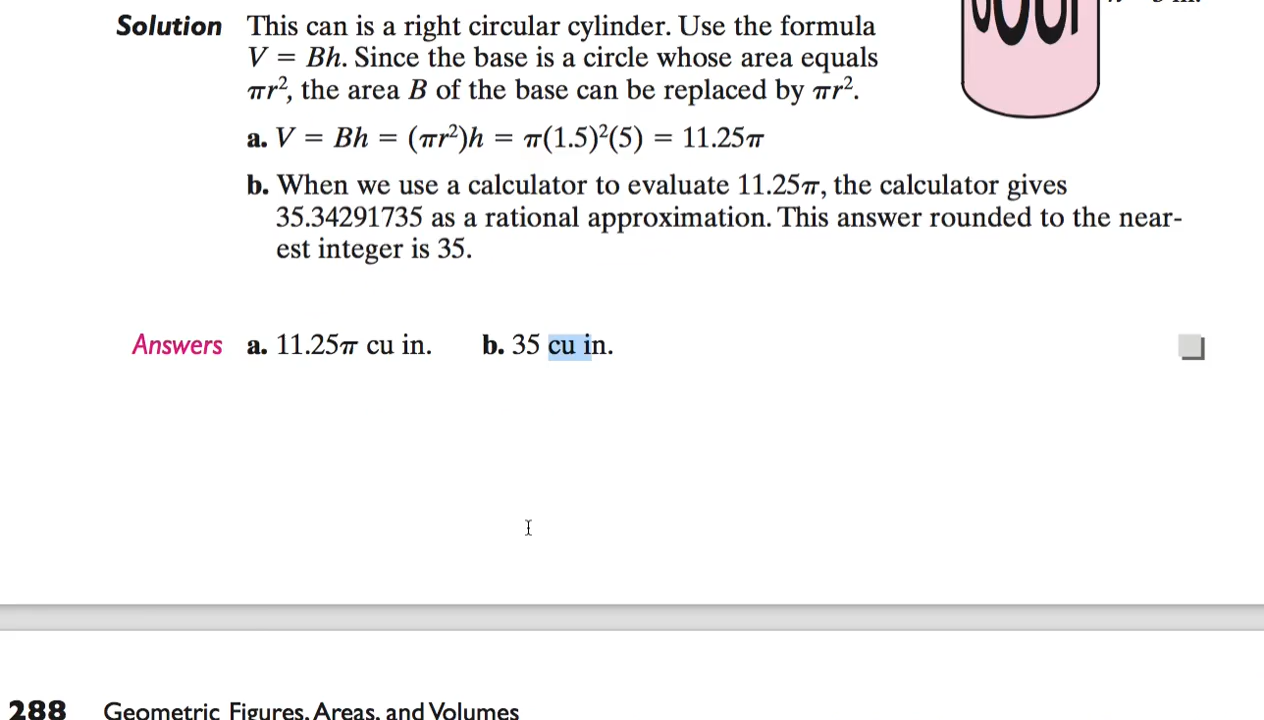 Solution This can is a right circular cylinder. Use the formula
V = Bh. Since the base is a circle whose area equals
πr², the area B of the base can be replaced by πr².
a. V = Bh = (πr²)h = π(1.5)²(5) = 11.25π
b. When we use a calculator to evaluate 11.25π, the calculator gives
35.34291735 as a rational approximation. This answer rounded to the near-
est integer is 35.
Answers a. 11.25π cu in. b. 35 cu in.
288 Geometric Figures, Areas, and Volumes